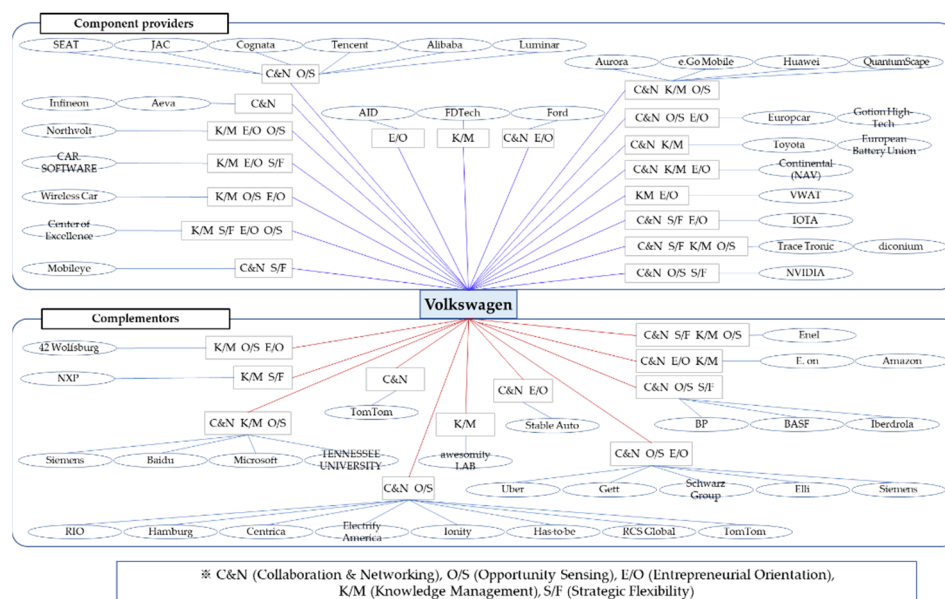 Component providers
SEAT
JAC
Cognata
Tencent
Alibaba
Luminar
C&N O/S
Aurora
e.Go Mobile
Huawei
QuantumScape
C&N K/M O/S
Infineon
Aeva
C&N
AID
E/O
FDTech
K/M
Ford
C&N E/O
C&N O/S E/O
Europcar
Gotion High-
Tech
Northvolt
K/M E/O O/S
C&N K/M
Toyota
European
Battery Union
CAR.
SOFTWARE
K/M E/O S/F
C&N K/M E/O
Continental
(NAV)
Wireless Car
K/M O/S E/O
KM E/O
VWAT
Center of
Excellence
K/M S/F E/O O/S
C&N S/F E/O
IOTA
C&N S/F K/M O/S
Trace Tronic
diconium
Mobileye
C&N S/F
C&N O/S S/F
NVIDIA
Volkswagen
Complementors
42 Wolfsburg
K/M O/S E/O
C&N S/F K/M O/S
Enel
C&N E/O K/M
E. on
Amazon
NXP
K/M S/F
C&N
TomTom
C&N E/O
Stable Auto
C&N O/S S/F
BP
BASF
Iberdrola
C&N K/M O/S
Siemens
Baidu
Microsoft
TENNESSEE
UNIVERSITY
K/M
awesomity
LAB
C&N O/S E/O
Uber
Gett
Schwarz
Group
Elli
Siemens
C&N O/S
RIO
Hamburg
Centrica
Electrify
America
Ionity
Has-to-be
RCS Global
TomTom
※ C&N (Collaboration & Networking), O/S (Opportunity Sensing), E/O (Entrepreneurial Orientation),
K/M (Knowledge Management), S/F (Strategic Flexibility)